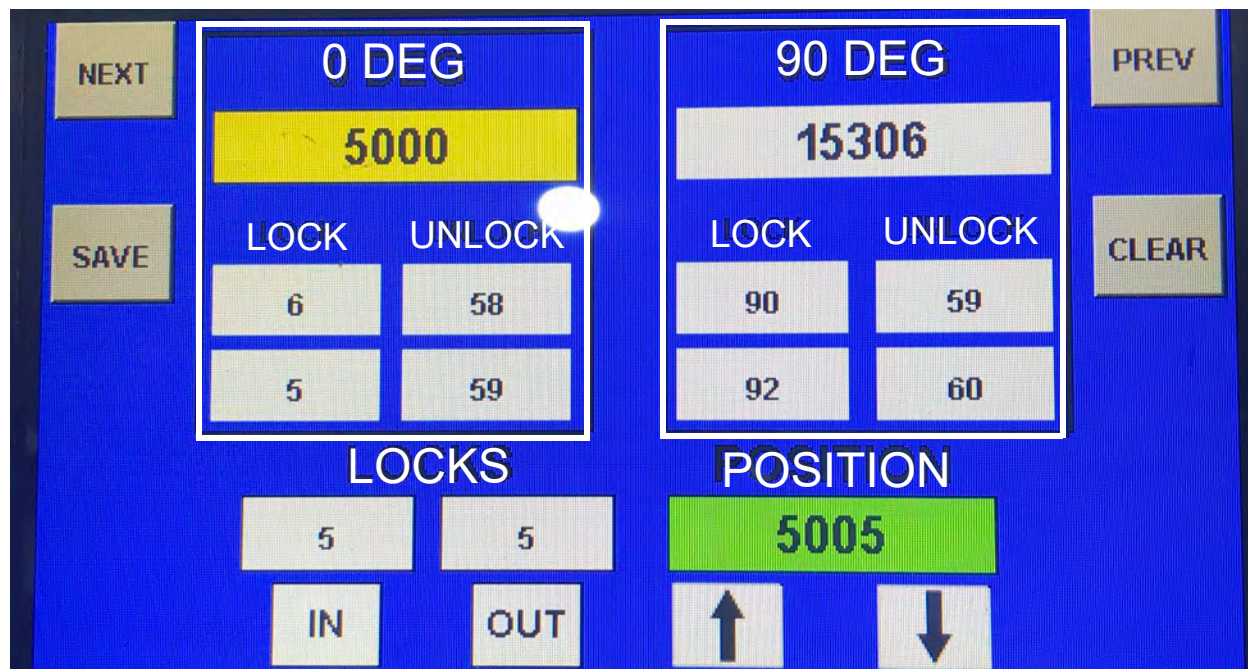 NEXT
0 DEG
90 DEG
PREV
5000
15306
SAVE
LOCK UNLOCK
LOCK UNLOCK
CLEAR
6 58
90 59
5 59
92 60
LOCKS
POSITION
5 5
5005
IN OUT